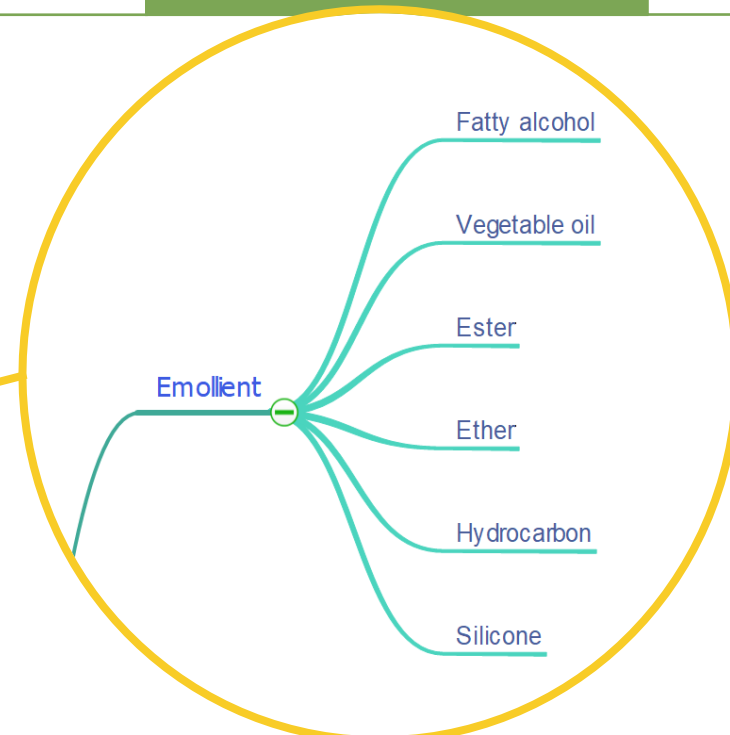 Fatty alcohol
Vegetable oil
Ester
Emollient
Ether
Hydrocarbon
Silicone